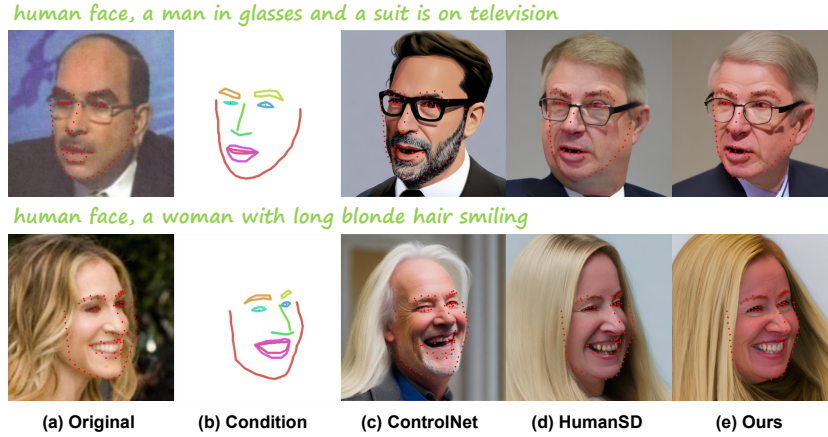 human face, a man in glasses and a suit is on television
human face, a woman with long blonde hair smiling
(a) Original (b) Condition (c) ControlNet (d) HumanSD (e) Ours